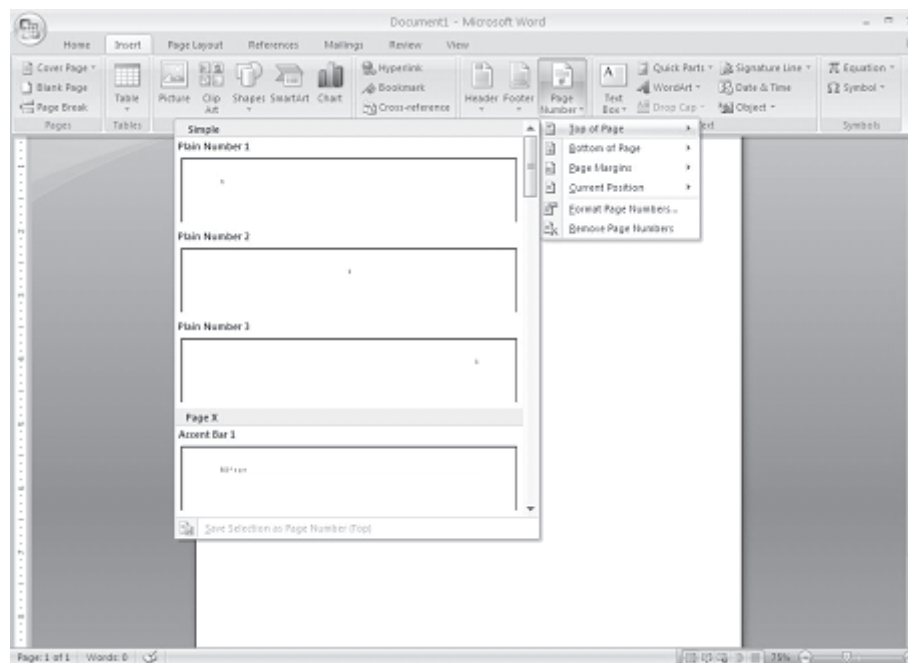 Document1 - Microsoft Word
Home Insert Page Layout References Mailings Review View
Cover Page
Blank Page
Page Break
Pages
Table
Tables
Picture
Clip Art
Shapes
SmartArt
Chart
Hyperlink
Bookmark
Cross-reference
Header
Footer
Page Number
Text Box
Quick Parts
WordArt
Drop Cap
Signature Line
Date & Time
Object
Equation
Symbol
Symbols
Simple
Plain Number 1
Plain Number 2
Plain Number 3
Page X
Accent Bar 1
Save Selection as Page Number (Top)
Top of Page
Bottom of Page
Page Margins
Current Position
Format Page Numbers...
Remove Page Numbers
Page: 1 of 1 Words: 0
75%